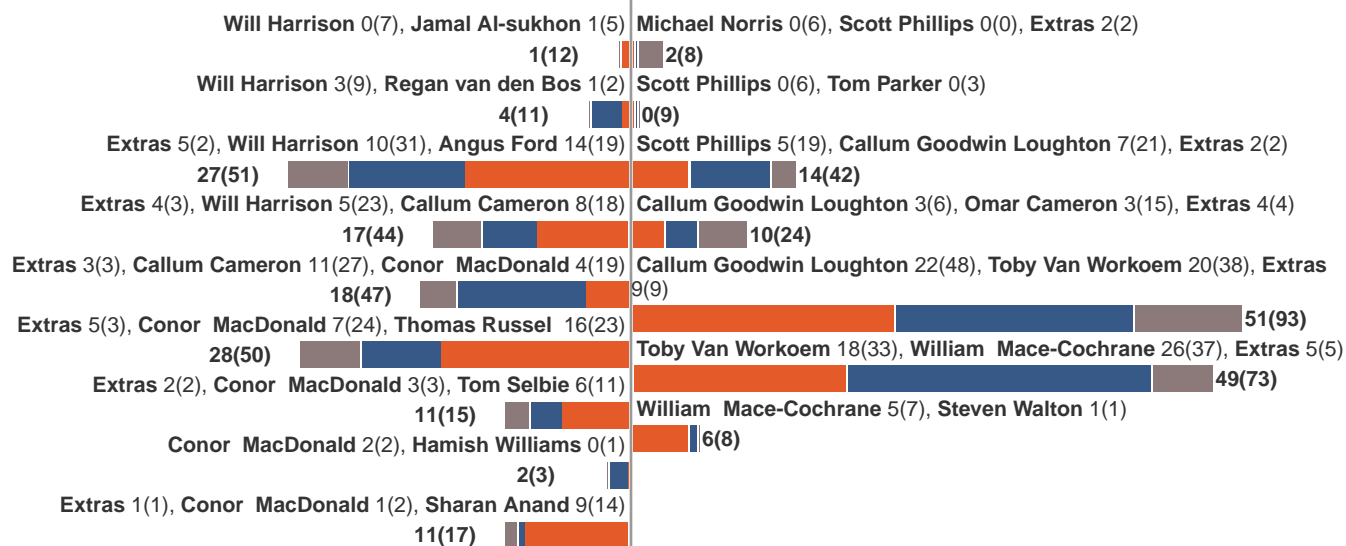 Will Harrison 0(7), Jamal Al-sukhon 1(5)
1(12)
Will Harrison 3(9), Regan van den Bos 1(2)
4(11)
Extras 5(2), Will Harrison 10(31), Angus Ford 14(19)
27(51)
Extras 4(3), Will Harrison 5(23), Callum Cameron 8(18)
17(44)
Extras 3(3), Callum Cameron 11(27), Conor MacDonald 4(19)
18(47)
Extras 5(3), Conor MacDonald 7(24), Thomas Russel 16(23)
28(50)
Extras 2(2), Conor MacDonald 3(3), Tom Selbie 6(11)
11(15)
Conor MacDonald 2(2), Hamish Williams 0(1)
2(3)
Extras 1(1), Conor MacDonald 1(2), Sharan Anand 9(14)
11(17)
Michael Norris 0(6), Scott Phillips 0(0), Extras 2(2)
2(8)
Scott Phillips 0(6), Tom Parker 0(3)
0(9)
Scott Phillips 5(19), Callum Goodwin Loughton 7(21), Extras 2(2)
14(42)
Callum Goodwin Loughton 3(6), Omar Cameron 3(15), Extras 4(4)
10(24)
Callum Goodwin Loughton 22(48), Toby Van Workoem 20(38), Extras
9(9)
51(93)
Toby Van Workoem 18(33), William Mace-Cochrane 26(37), Extras 5(5)
49(73)
William Mace-Cochrane 5(7), Steven Walton 1(1)
6(8)